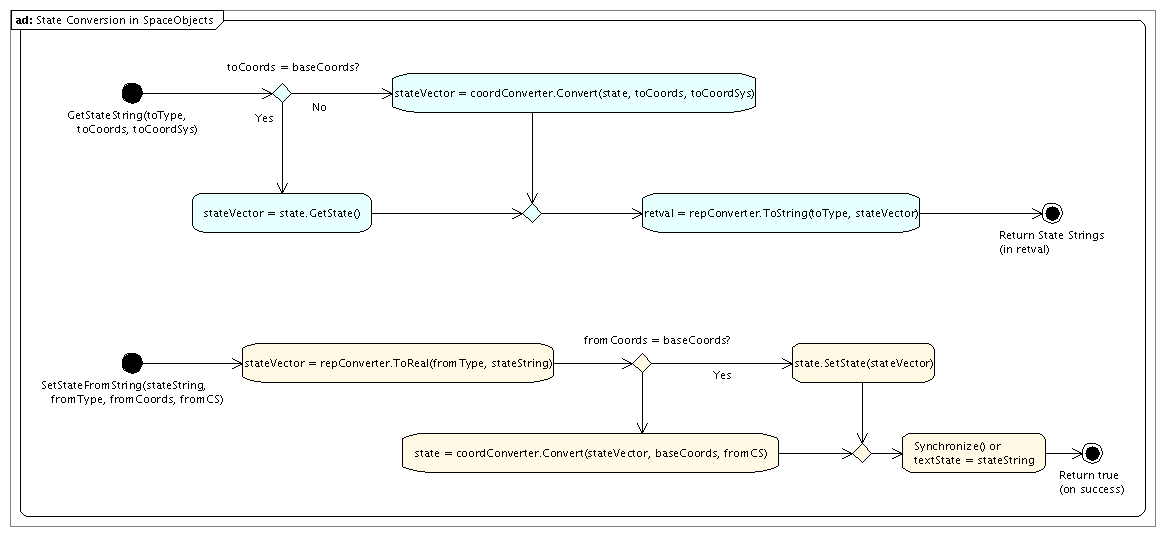 ad: State Conversion in SpaceObjects
toCoords = baseCoords?
stateVector = coordConverter.Convert(state, toCoords, toCoordSys)
No
GetStateString(toType,
toCoords, toCoordSys)
Yes
stateVector = state.GetState()
retval = repConverter.ToString(toType, stateVector)
Return State Strings
(in retval)
fromCoords = baseCoords?
stateVector = repConverter.ToReal(fromType, stateString)
state.SetState(stateVector)
Yes
SetStateFromString(stateString,
fromType, fromCoords, fromCS)
state = coordConverter.Convert(stateVector, baseCoords, fromCS)
Synchronize() or
textState = stateString
Return true
(on success)